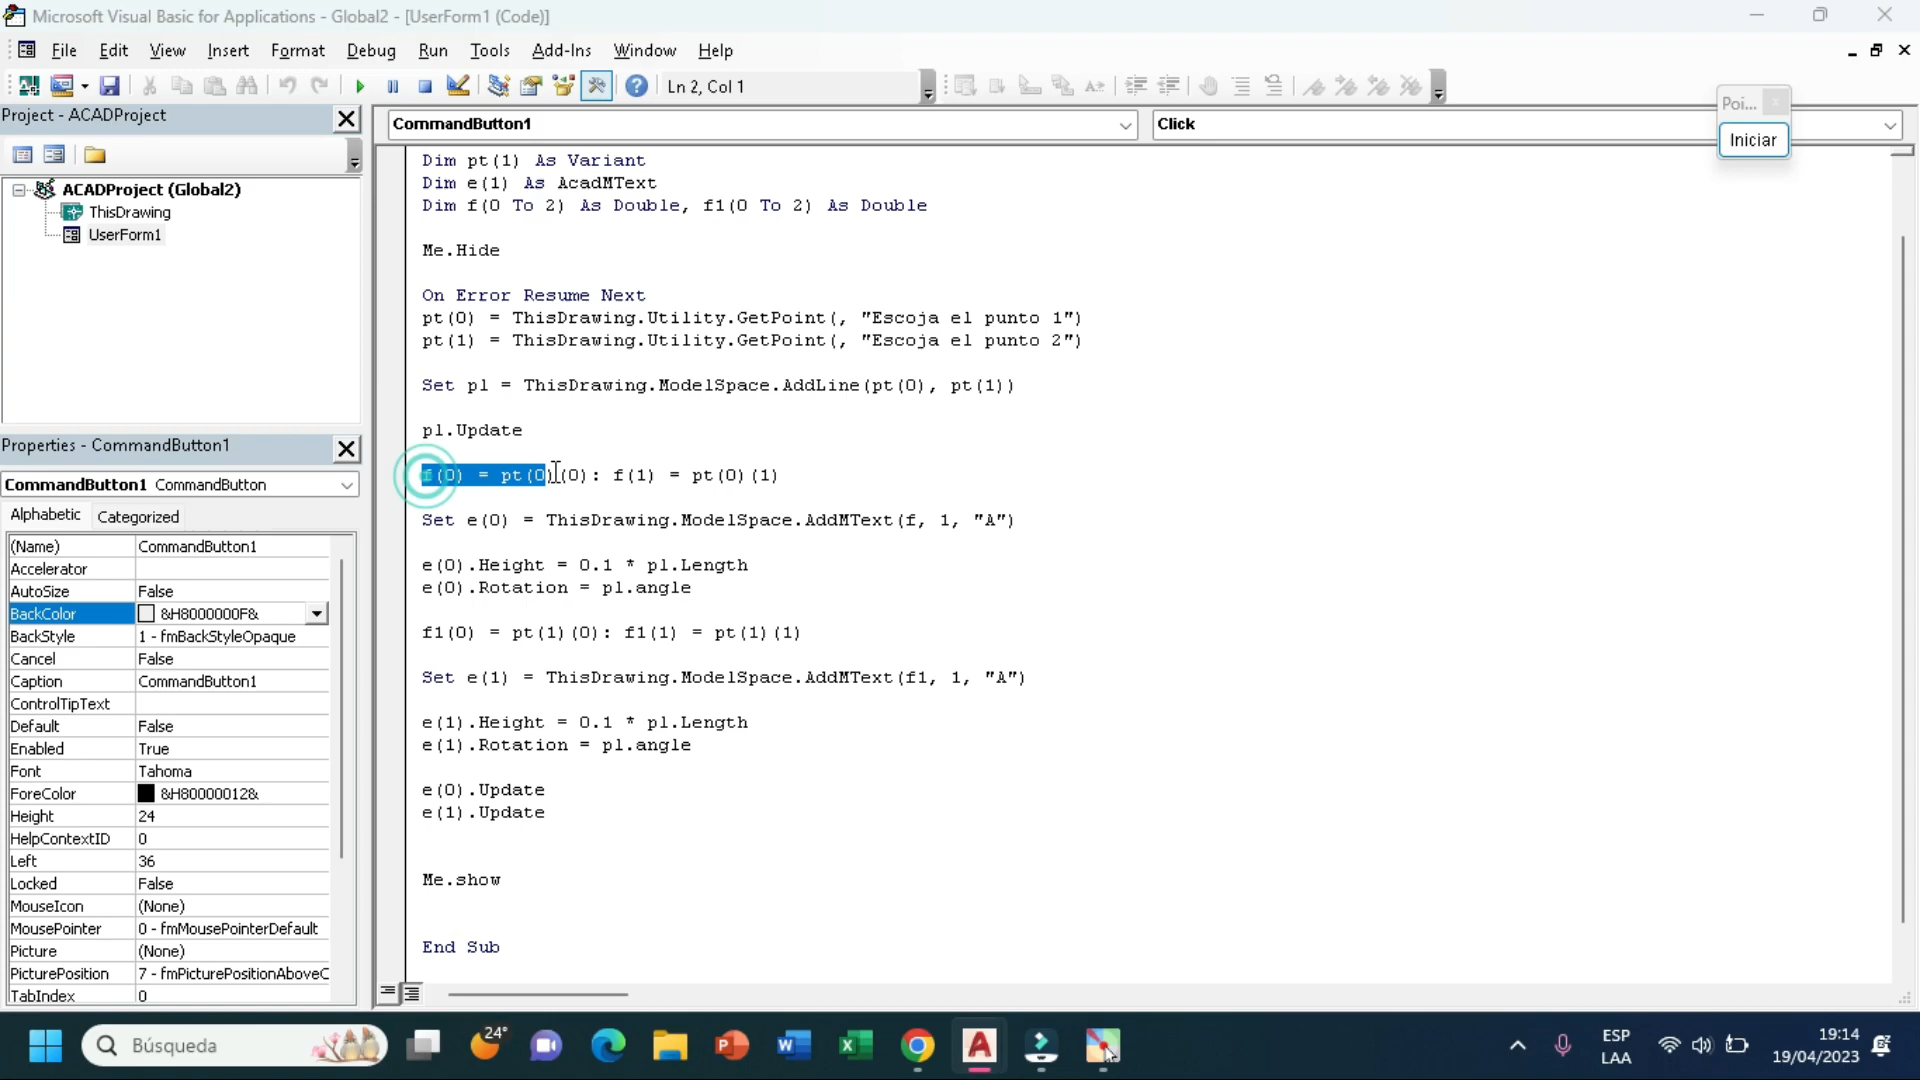 Microsoft Visual Basic for Applications - Global2 - [UserForm1 (Code)]
File Edit View Insert Format Debug Run Tools Add-Ins Window Help
Ln 2, Col 1
Project - ACADProject
ACADProject (Global2)
ThisDrawing
UserForm1
Properties - CommandButton1
CommandButton1 CommandButton
Alphabetic Categorized
(Name) CommandButton1
Accelerator
AutoSize False
BackColor &H8000000F&
BackStyle 1 - fmBackStyleOpaque
Cancel False
Caption CommandButton1
ControlTipText
Default False
Enabled True
Font Tahoma
ForeColor &H80000012&
Height 24
HelpContextID 0
Left 36
Locked False
MouseIcon (None)
MousePointer 0 - fmMousePointerDefault
Picture (None)
PicturePosition 7 - fmPicturePositionAboveC
TabIndex 0
CommandButton1 Click
Poi...
Iniciar
Dim pt(1) As Variant
Dim e(1) As AcadMText
Dim f(0 To 2) As Double, f1(0 To 2) As Double
Me.Hide
On Error Resume Next
pt(0) = ThisDrawing.Utility.GetPoint(, "Escoja el punto 1")
pt(1) = ThisDrawing.Utility.GetPoint(, "Escoja el punto 2")
Set pl = ThisDrawing.ModelSpace.AddLine(pt(0), pt(1))
pl.Update
f(0) = pt(0)(0): f(1) = pt(0)(1)
Set e(0) = ThisDrawing.ModelSpace.AddMText(f, 1, "A")
e(0).Height = 0.1 * pl.Length
e(0).Rotation = pl.angle
f1(0) = pt(1)(0): f1(1) = pt(1)(1)
Set e(1) = ThisDrawing.ModelSpace.AddMText(f1, 1, "A")
e(1).Height = 0.1 * pl.Length
e(1).Rotation = pl.angle
e(0).Update
e(1).Update
Me.show
End Sub
Búsqueda
24°
ESP
LAA
19:14
19/04/2023